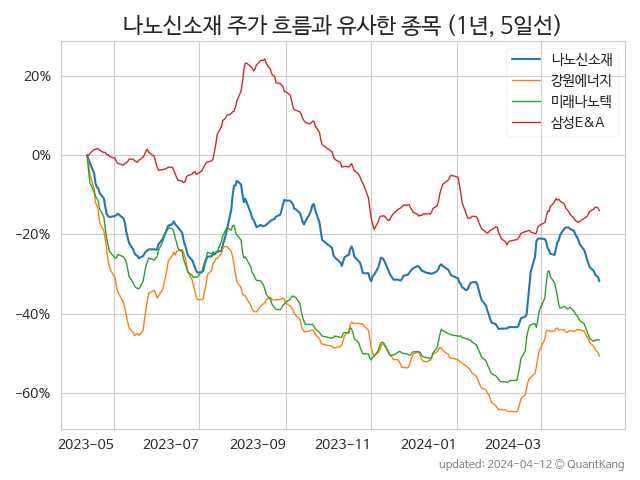 나노신소재 주가 흐름과 유사한 종목 (1년, 5일선)
나노신소재
강원에너지
미래나노텍
삼성E&A
20%
0%
−20%
−40%
−60%
2023−05
2023−07
2023−09
2023−11
2024−01
2024−03
updated: 2024-04-12 © QuantKang